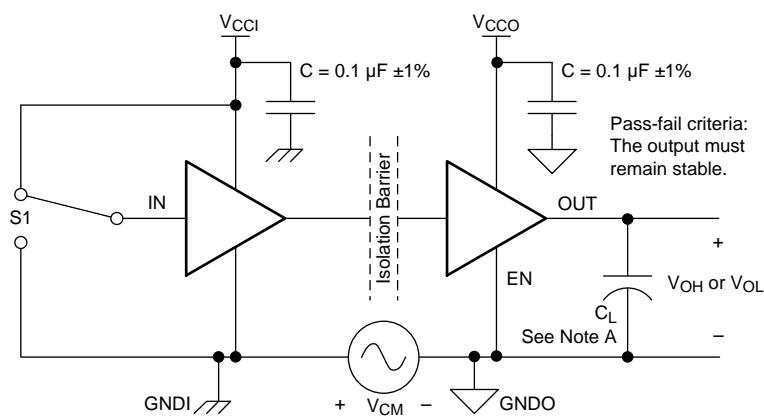 VCCI
VCCO
C = 0.1 µF ±1%
C = 0.1 µF ±1%
Pass-fail criteria:
The output must
remain stable.
Isolation Barrier
IN
OUT
S1
+
EN
VOH or VOL
CL
See Note A
–
GNDI
+ VCM –
GNDO